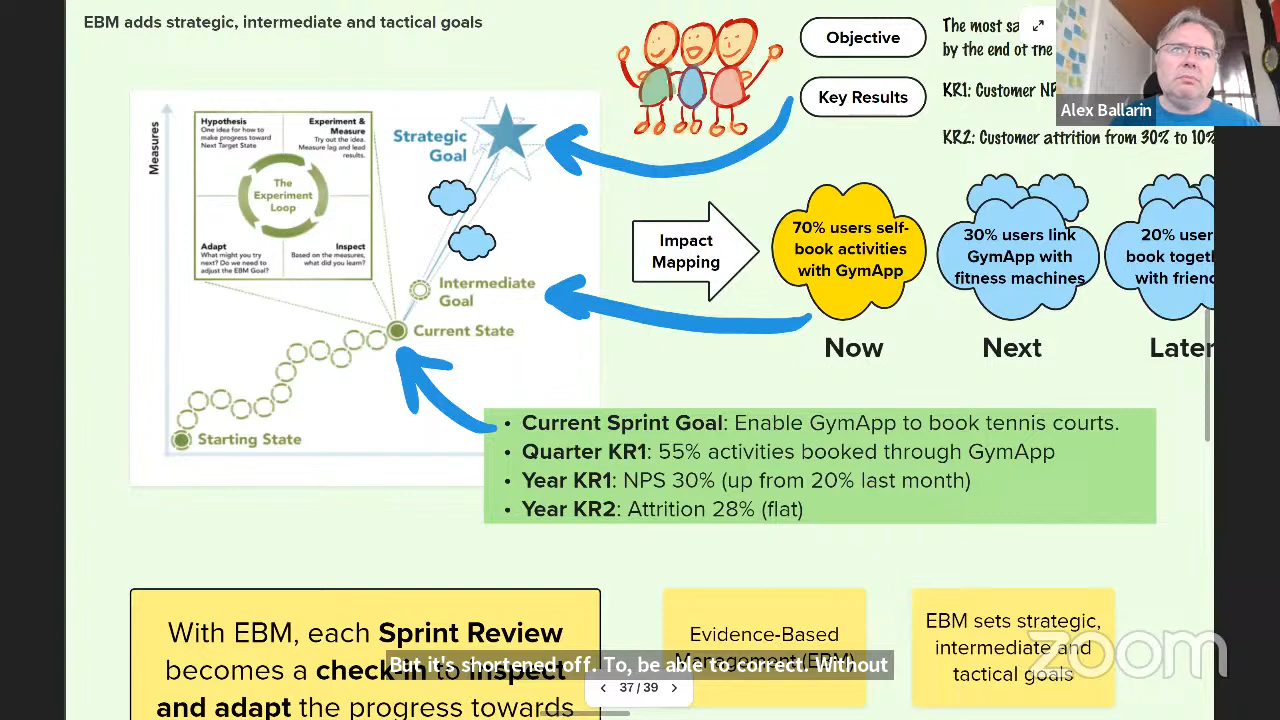 EBM adds strategic, intermediate and tactical goals
Measures
Hypothesis
One idea for how to
make progress toward
Next Target State
Experiment &
Measure
Try out the idea.
Measure lag and lead
results.
The
Experiment
Loop
Adapt
What might you try
next? Do we need to
adjust the EBM Goal?
Inspect
Based on the measures,
what did you learn?
Strategic
Goal
Intermediate
Goal
Current State
Starting State
Objective
The most
by the end of the
Key Results
KR1: Customer
KR2: Customer attrition from 30% to 10%
Alex Ballarin
Impact
Mapping
70% users self-
book activities
with GymApp
30% users link
GymApp with
fitness machines
20%
book
with
Now
Next
Later
• Current Sprint Goal: Enable GymApp to book tennis courts.
• Quarter KR1: 55% activities booked through GymApp
• Year KR1: NPS 30% (up from 20% last month)
• Year KR2: Attrition 28% (flat)
With EBM, each Sprint Review
becomes a check-in to inspect
and adapt the progress towards
Evidence-Based
Management (EBM)
EBM sets strategic,
intermediate and
tactical goals
But it's shortened off. To, be able to correct. Without
37 / 39
zoom